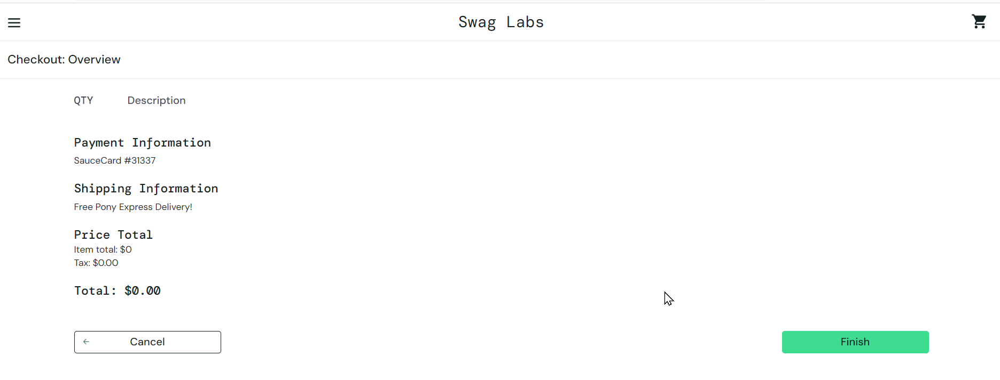 Swag Labs
Checkout: Overview
QTY Description
Payment Information
SauceCard #31337
Shipping Information
Free Pony Express Delivery!
Price Total
Item total: $0
Tax: $0.00
Total: $0.00
Cancel Finish